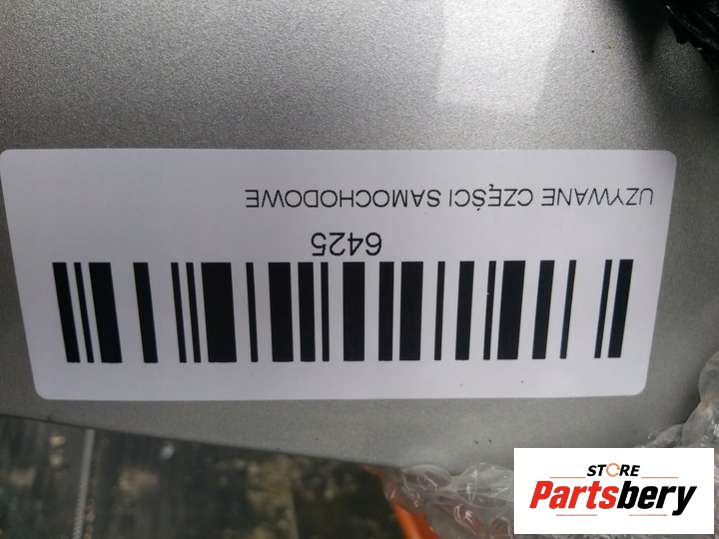 UŻYWANE CZĘŚCI SAMOCHODOWE
6425
STORE
Partsbery